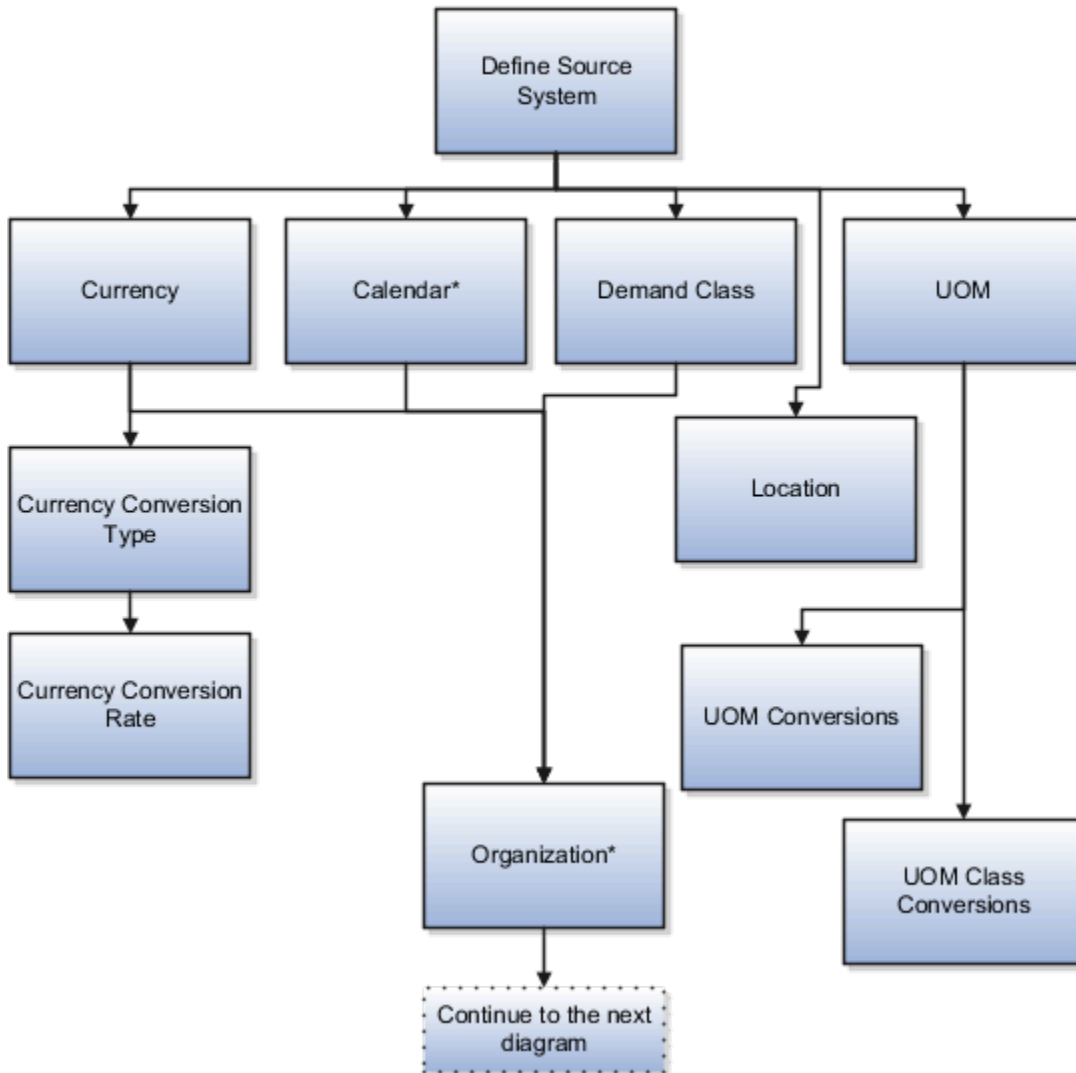 Define Source
System
Currency
Calendar*
Demand Class
UOM
Location
Currency Conversion
Type
Currency Conversion
Rate
UOM Conversions
Organization*
UOM Class
Conversions
Continue to the next
diagram